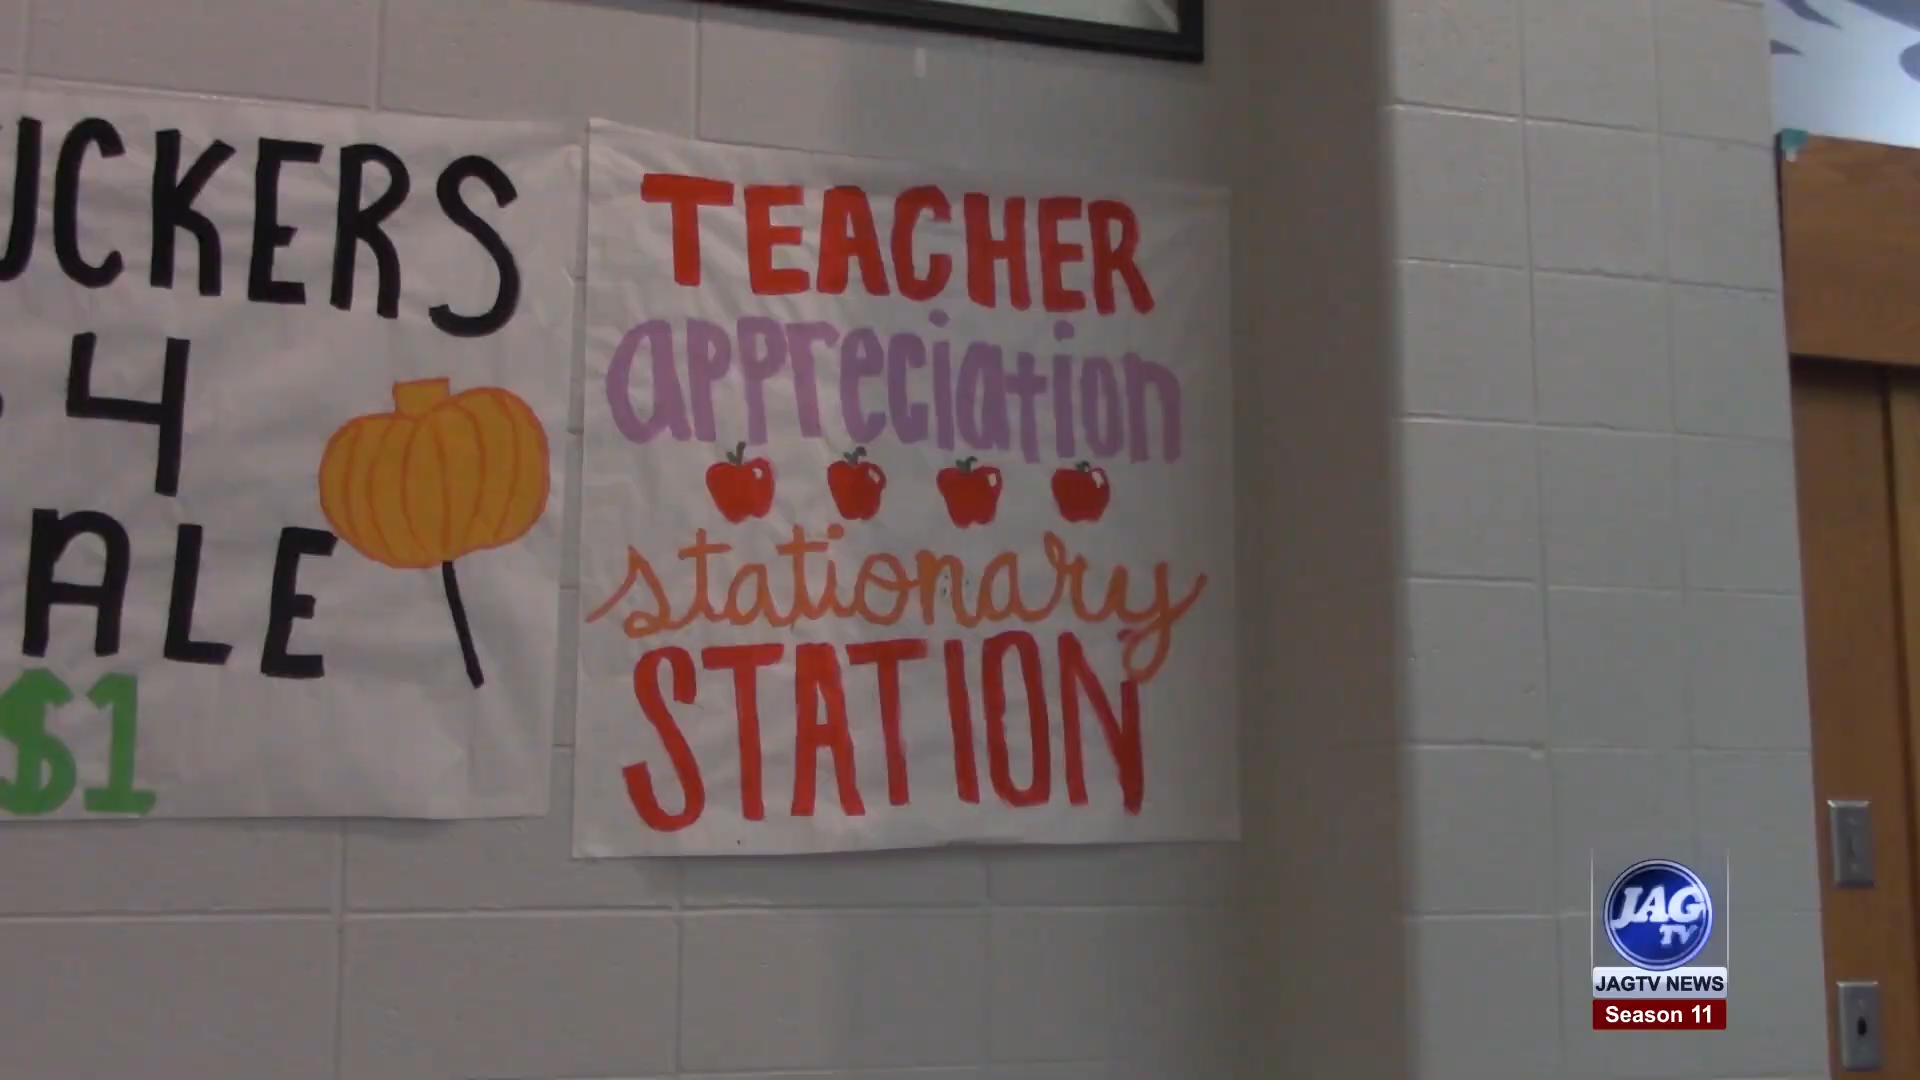 UCKERS
4
ALE
$1
TEACHER
appreciation
stationary
STATION
JAG
TV
JAGTV NEWS
Season 11